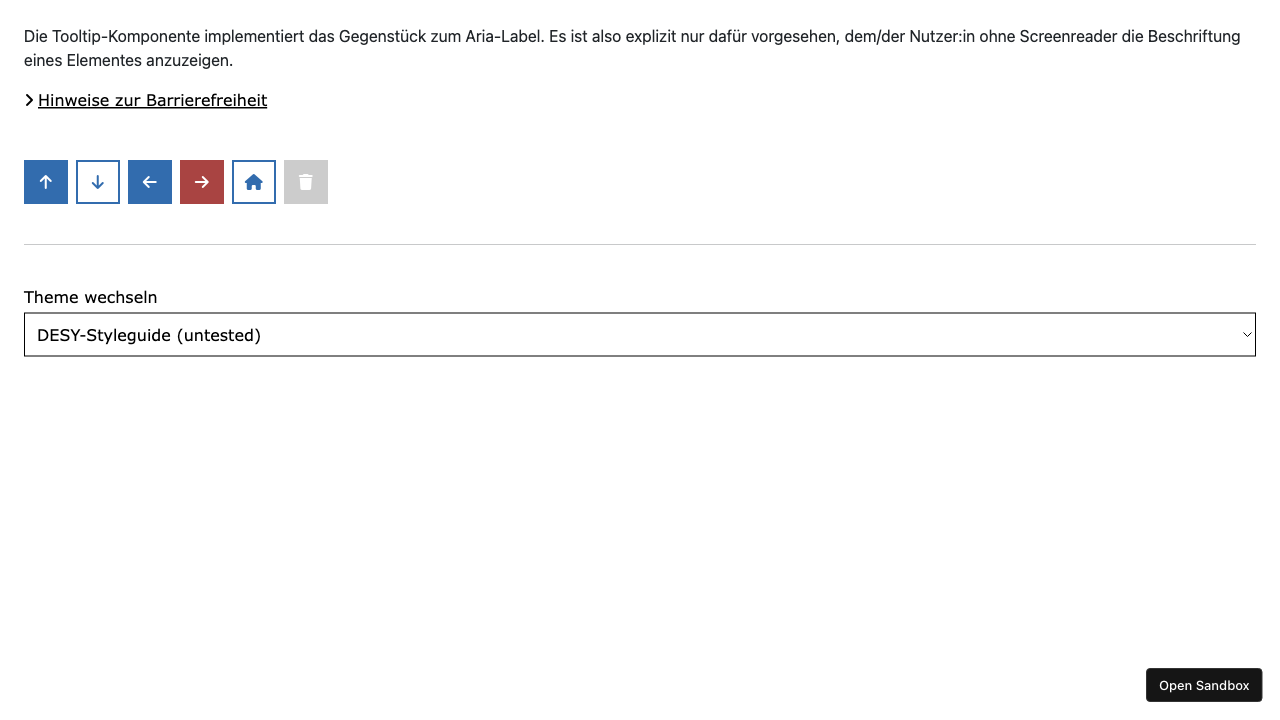 Die Tooltip-Komponente implementiert das Gegenstück zum Aria-Label. Es ist also explizit nur dafür vorgesehen, dem/der Nutzer:in ohne Screenreader die Beschriftung
eines Elementes anzuzeigen.
Hinweise zur Barrierefreiheit
Theme wechseln
DESY-Styleguide (untested)
Open Sandbox